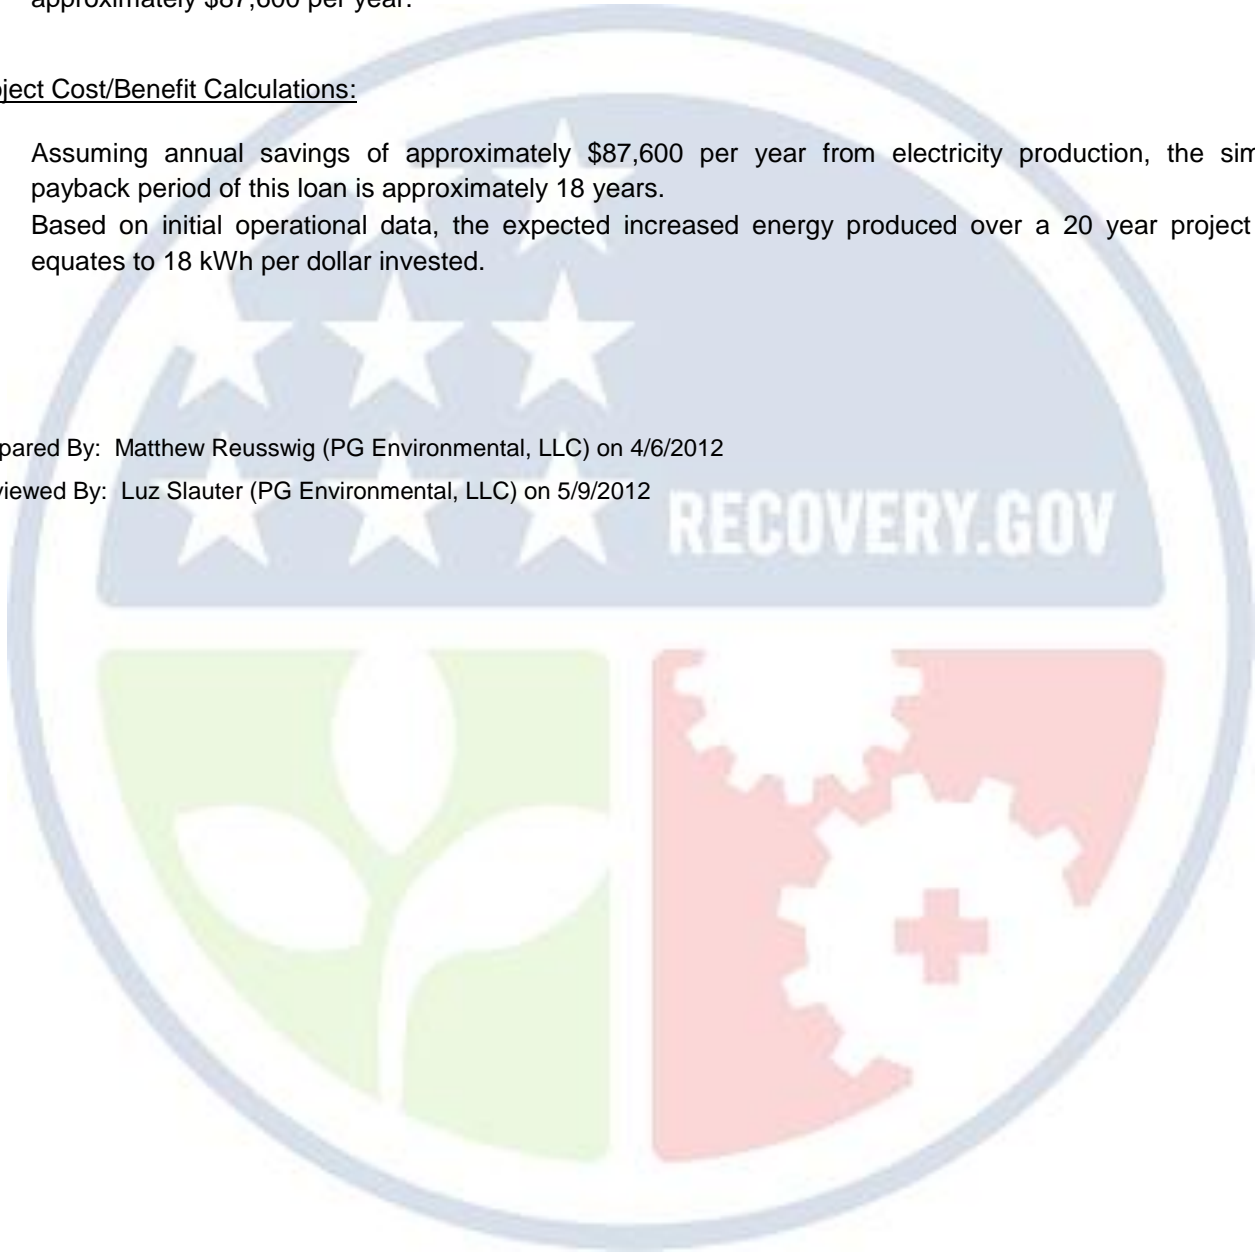 approximately $87,600 per year.
ject Cost/Benefit Calculations:
Assuming annual savings of approximately $87,600 per year from electricity production, the sim
payback period of this loan is approximately 18 years.
Based on initial operational data, the expected increased energy produced over a 20 year project
equates to 18 kWh per dollar invested.
pared By: Matthew Reusswig (PG Environmental, LLC) on 4/6/2012
viewed By: Luz Slauter (PG Environmental, LLC) on 5/9/2012
RECOVERY.GOV